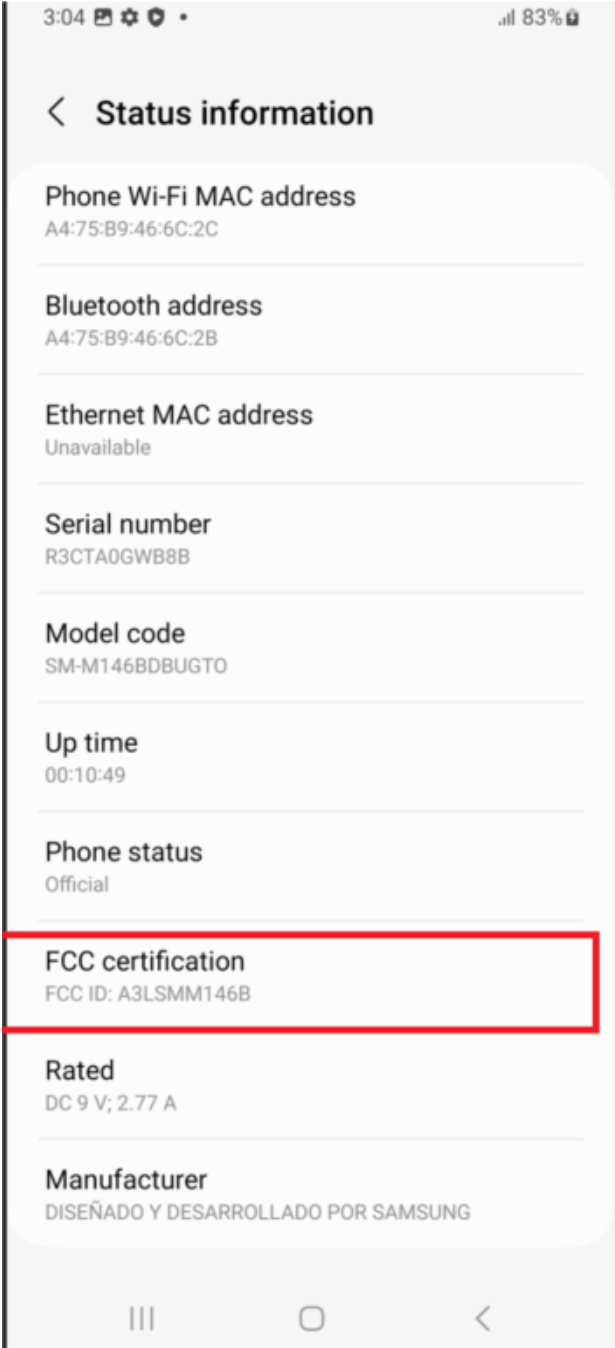 3:04
83%
Status information
Phone Wi-Fi MAC address
A4:75:B9:46:6C:2C
Bluetooth address
A4:75:B9:46:6C:2B
Ethernet MAC address
Unavailable
Serial number
R3CTA0GWB8B
Model code
SM-M146BDBUGTO
Up time
00:10:49
Phone status
Official
FCC certification
FCC ID: A3LSMM146B
Rated
DC 9 V; 2.77 A
Manufacturer
DISEÑADO Y DESARROLLADO POR SAMSUNG